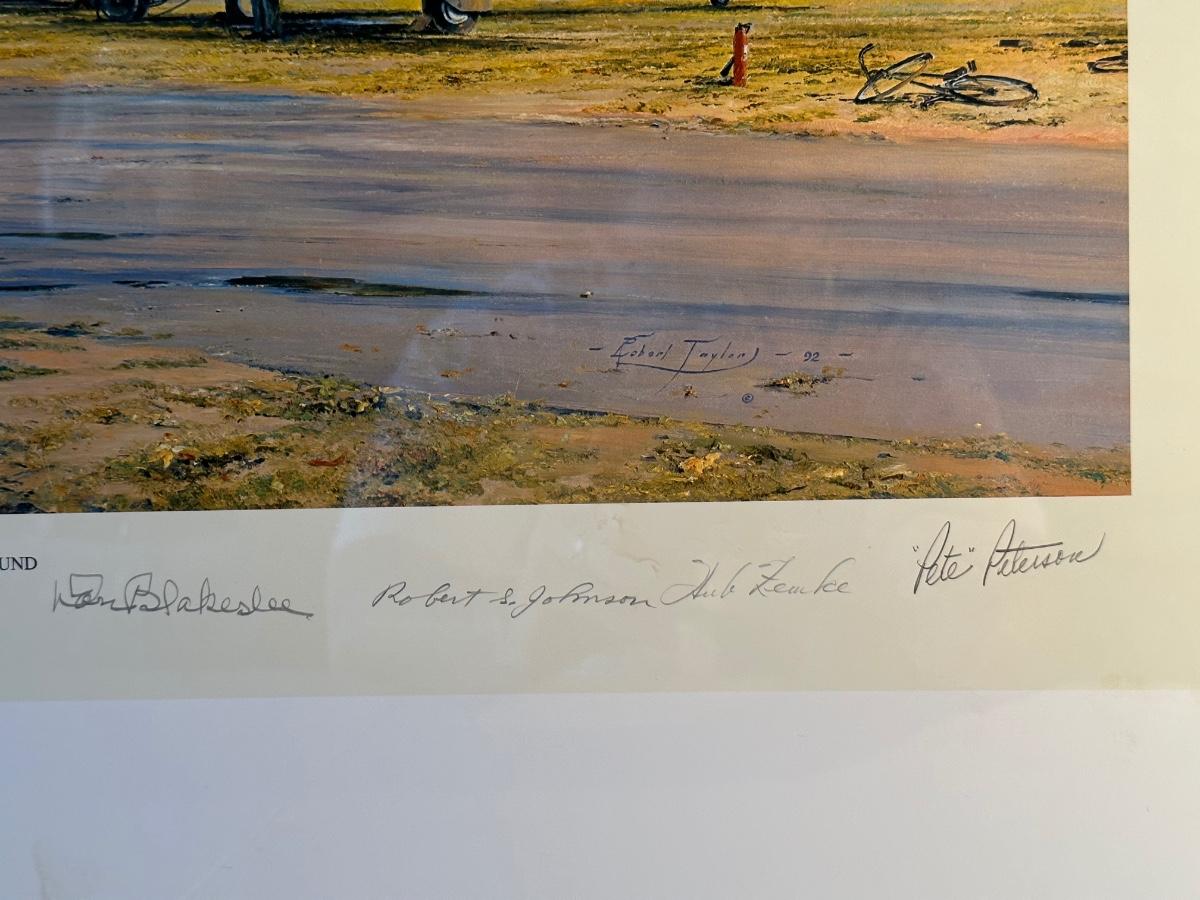 - Robert Taylor - 92 -
©
UND
Don Blakeslee Robert S. Johnson Hub Zemke "Pete" Peterson